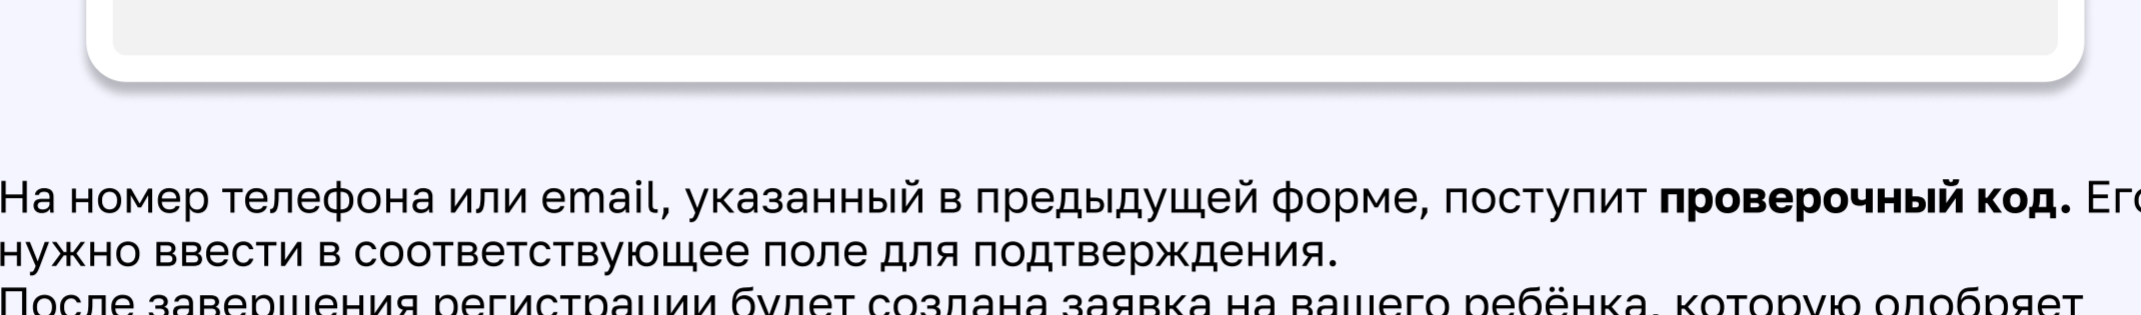 На номер телефона или email, указанный в предыдущей форме, поступит проверочный код. Его
нужно ввести в соответствующее поле для подтверждения.
После завершения регистрации будет создана заявка на вашего ребёнка, которую одобряет